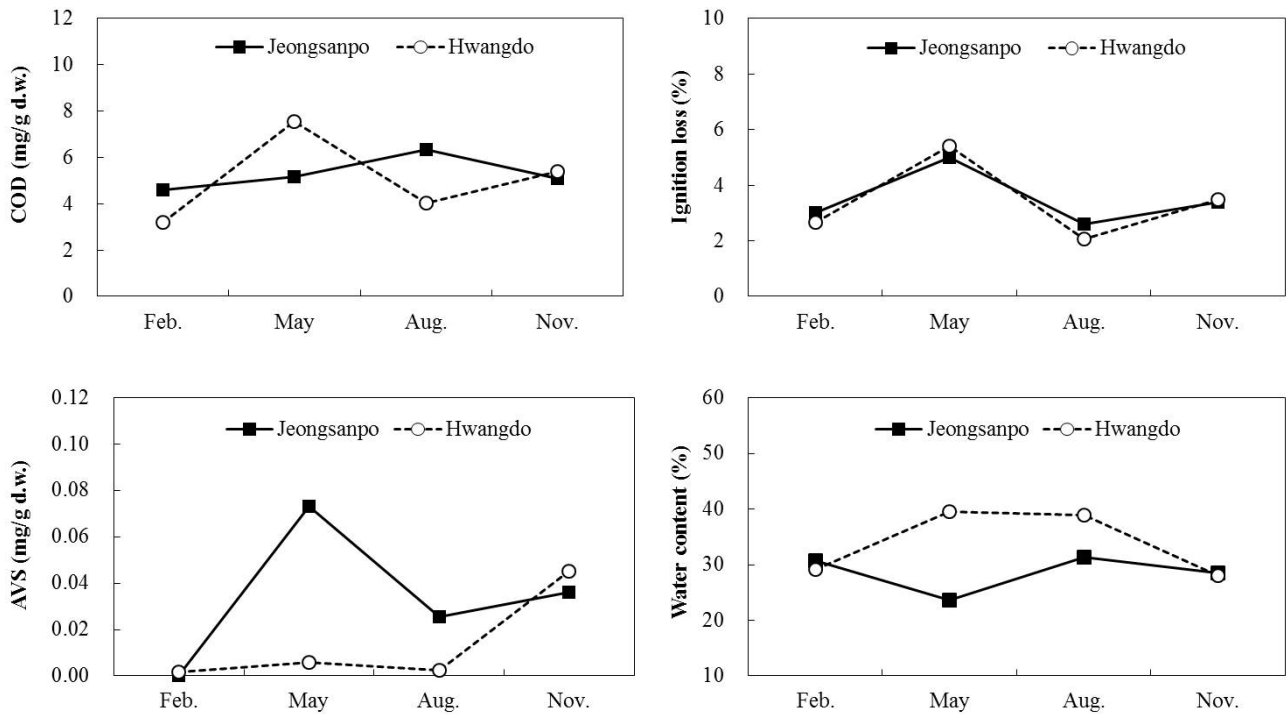 COD (mg/g d.w.)
12
10
8
6
4
2
0
Jeongsanpo
Hwangdo
Feb.
May
Aug.
Nov.
Ignition loss (%)
10
8
6
4
2
0
Jeongsanpo
Hwangdo
Feb.
May
Aug.
Nov.
AVS (mg/g d.w.)
0.12
0.10
0.08
0.06
0.04
0.02
0.00
Jeongsanpo
Hwangdo
Feb.
May
Aug.
Nov.
Water content (%)
60
50
40
30
20
10
Jeongsanpo
Hwangdo
Feb.
May
Aug.
Nov.